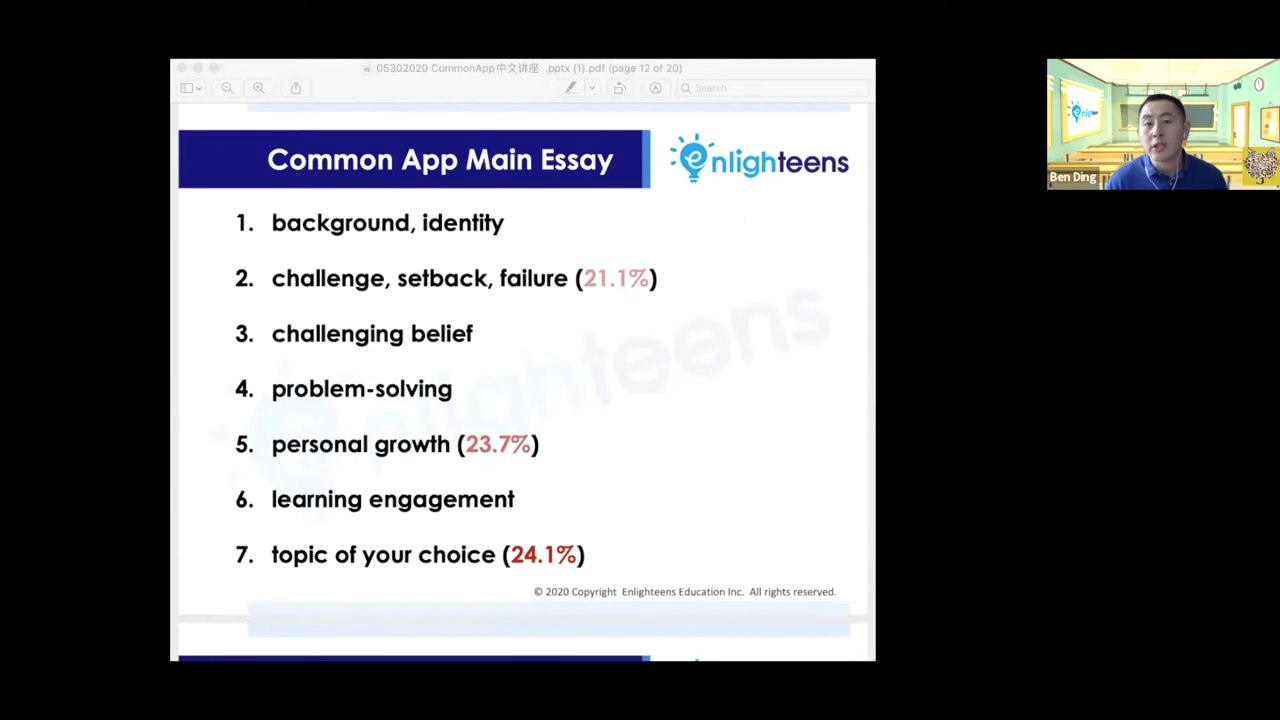 05302020 CommonApp中文讲座 .pptx (1).pdf (page 12 of 20)
Search
Common App Main Essay
enlighteens
1. background, identity
2. challenge, setback, failure (21.1%)
3. challenging belief
4. problem-solving
5. personal growth (23.7%)
6. learning engagement
7. topic of your choice (24.1%)
enlighteens
© 2020 Copyright Enlighteens Education Inc. All rights reserved.
enlighteens
Ben Ding